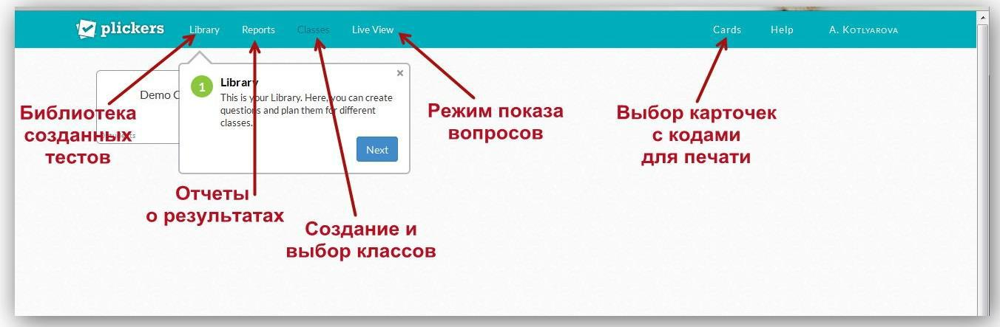 plickers Library Reports Classes Live View Cards Help A. KOTLYAROVA
1 Library ×
Demo
This is your Library. Here, you can create
questions and plan them for different
classes.
Next
Библиотека
созданных
тестов
Режим показа
вопросов
Выбор карточек
с кодами
для печати
Отчеты
о результатах
Создание и
выбор классов